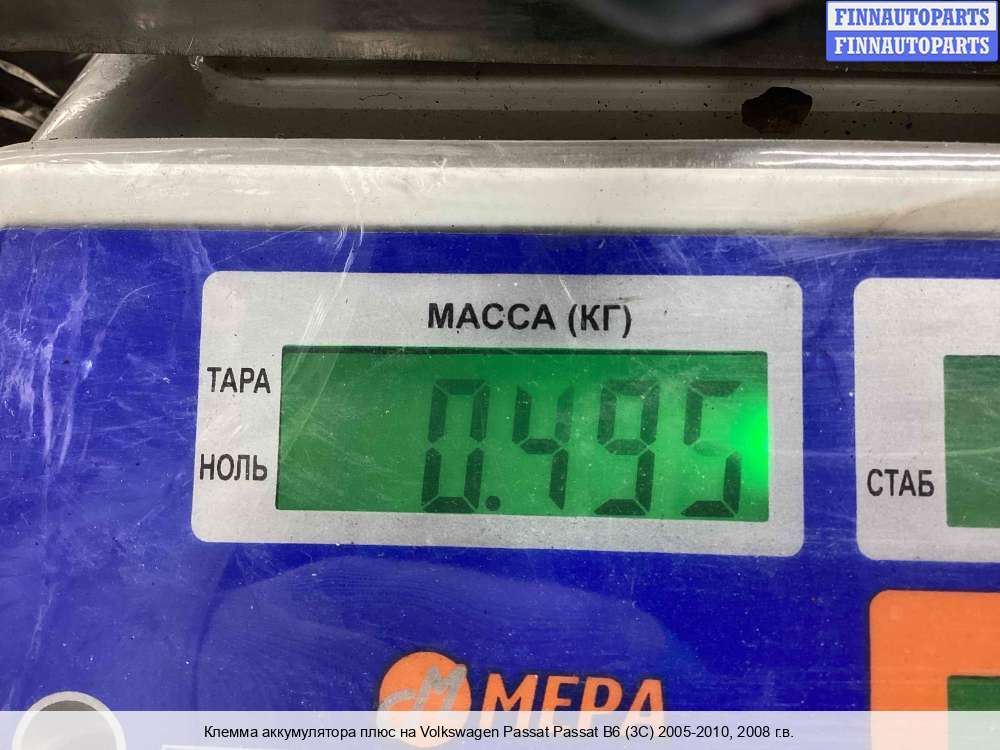 FINNAUTOPARTS
FINNAUTOPARTS
МАССА (КГ)
ТАРА
0.495
НОЛЬ
СТАБ
МЕРА
Клемма аккумулятора плюс на Volkswagen Passat Passat B6 (3C) 2005-2010, 2008 г.в.